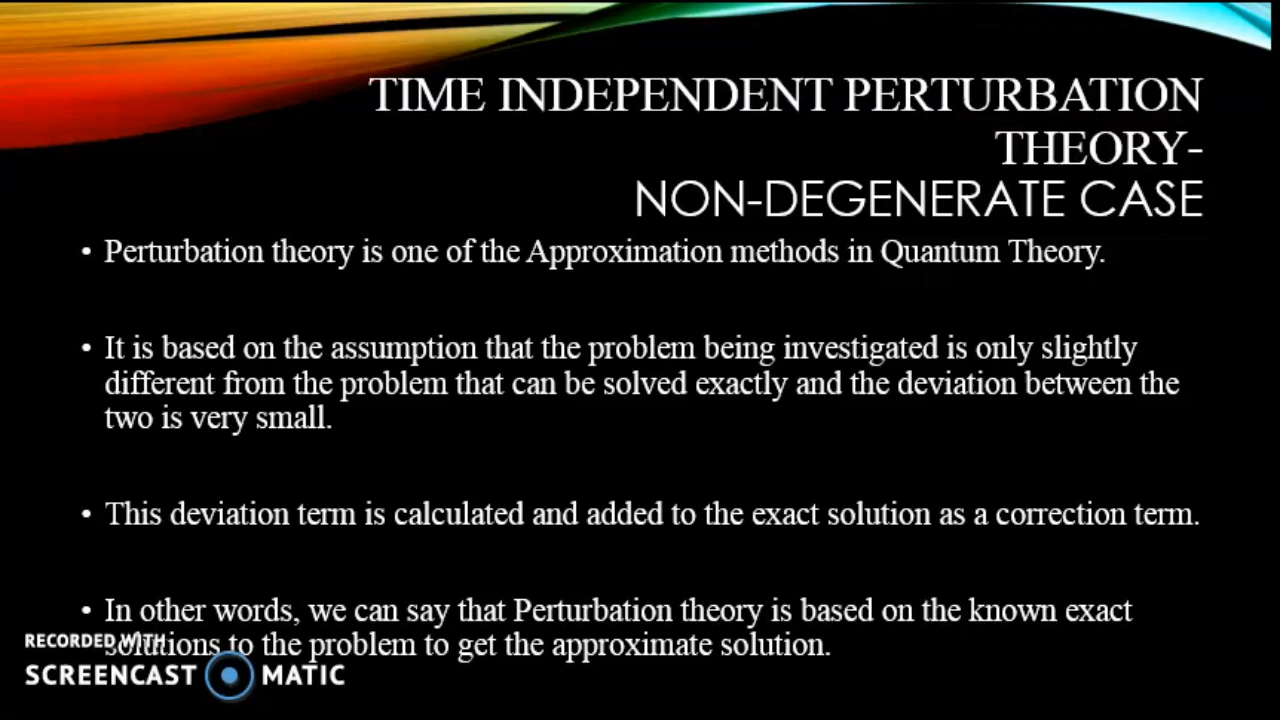 TIME INDEPENDENT PERTURBATION
THEORY-
NON-DEGENERATE CASE
• Perturbation theory is one of the Approximation methods in Quantum Theory.
• It is based on the assumption that the problem being investigated is only slightly
different from the problem that can be solved exactly and the deviation between the
two is very small.
• This deviation term is calculated and added to the exact solution as a correction term.
• In other words, we can say that Perturbation theory is based on the known exact
solutions to the problem to get the approximate solution.
RECORDED WITH
SCREENCAST MATIC